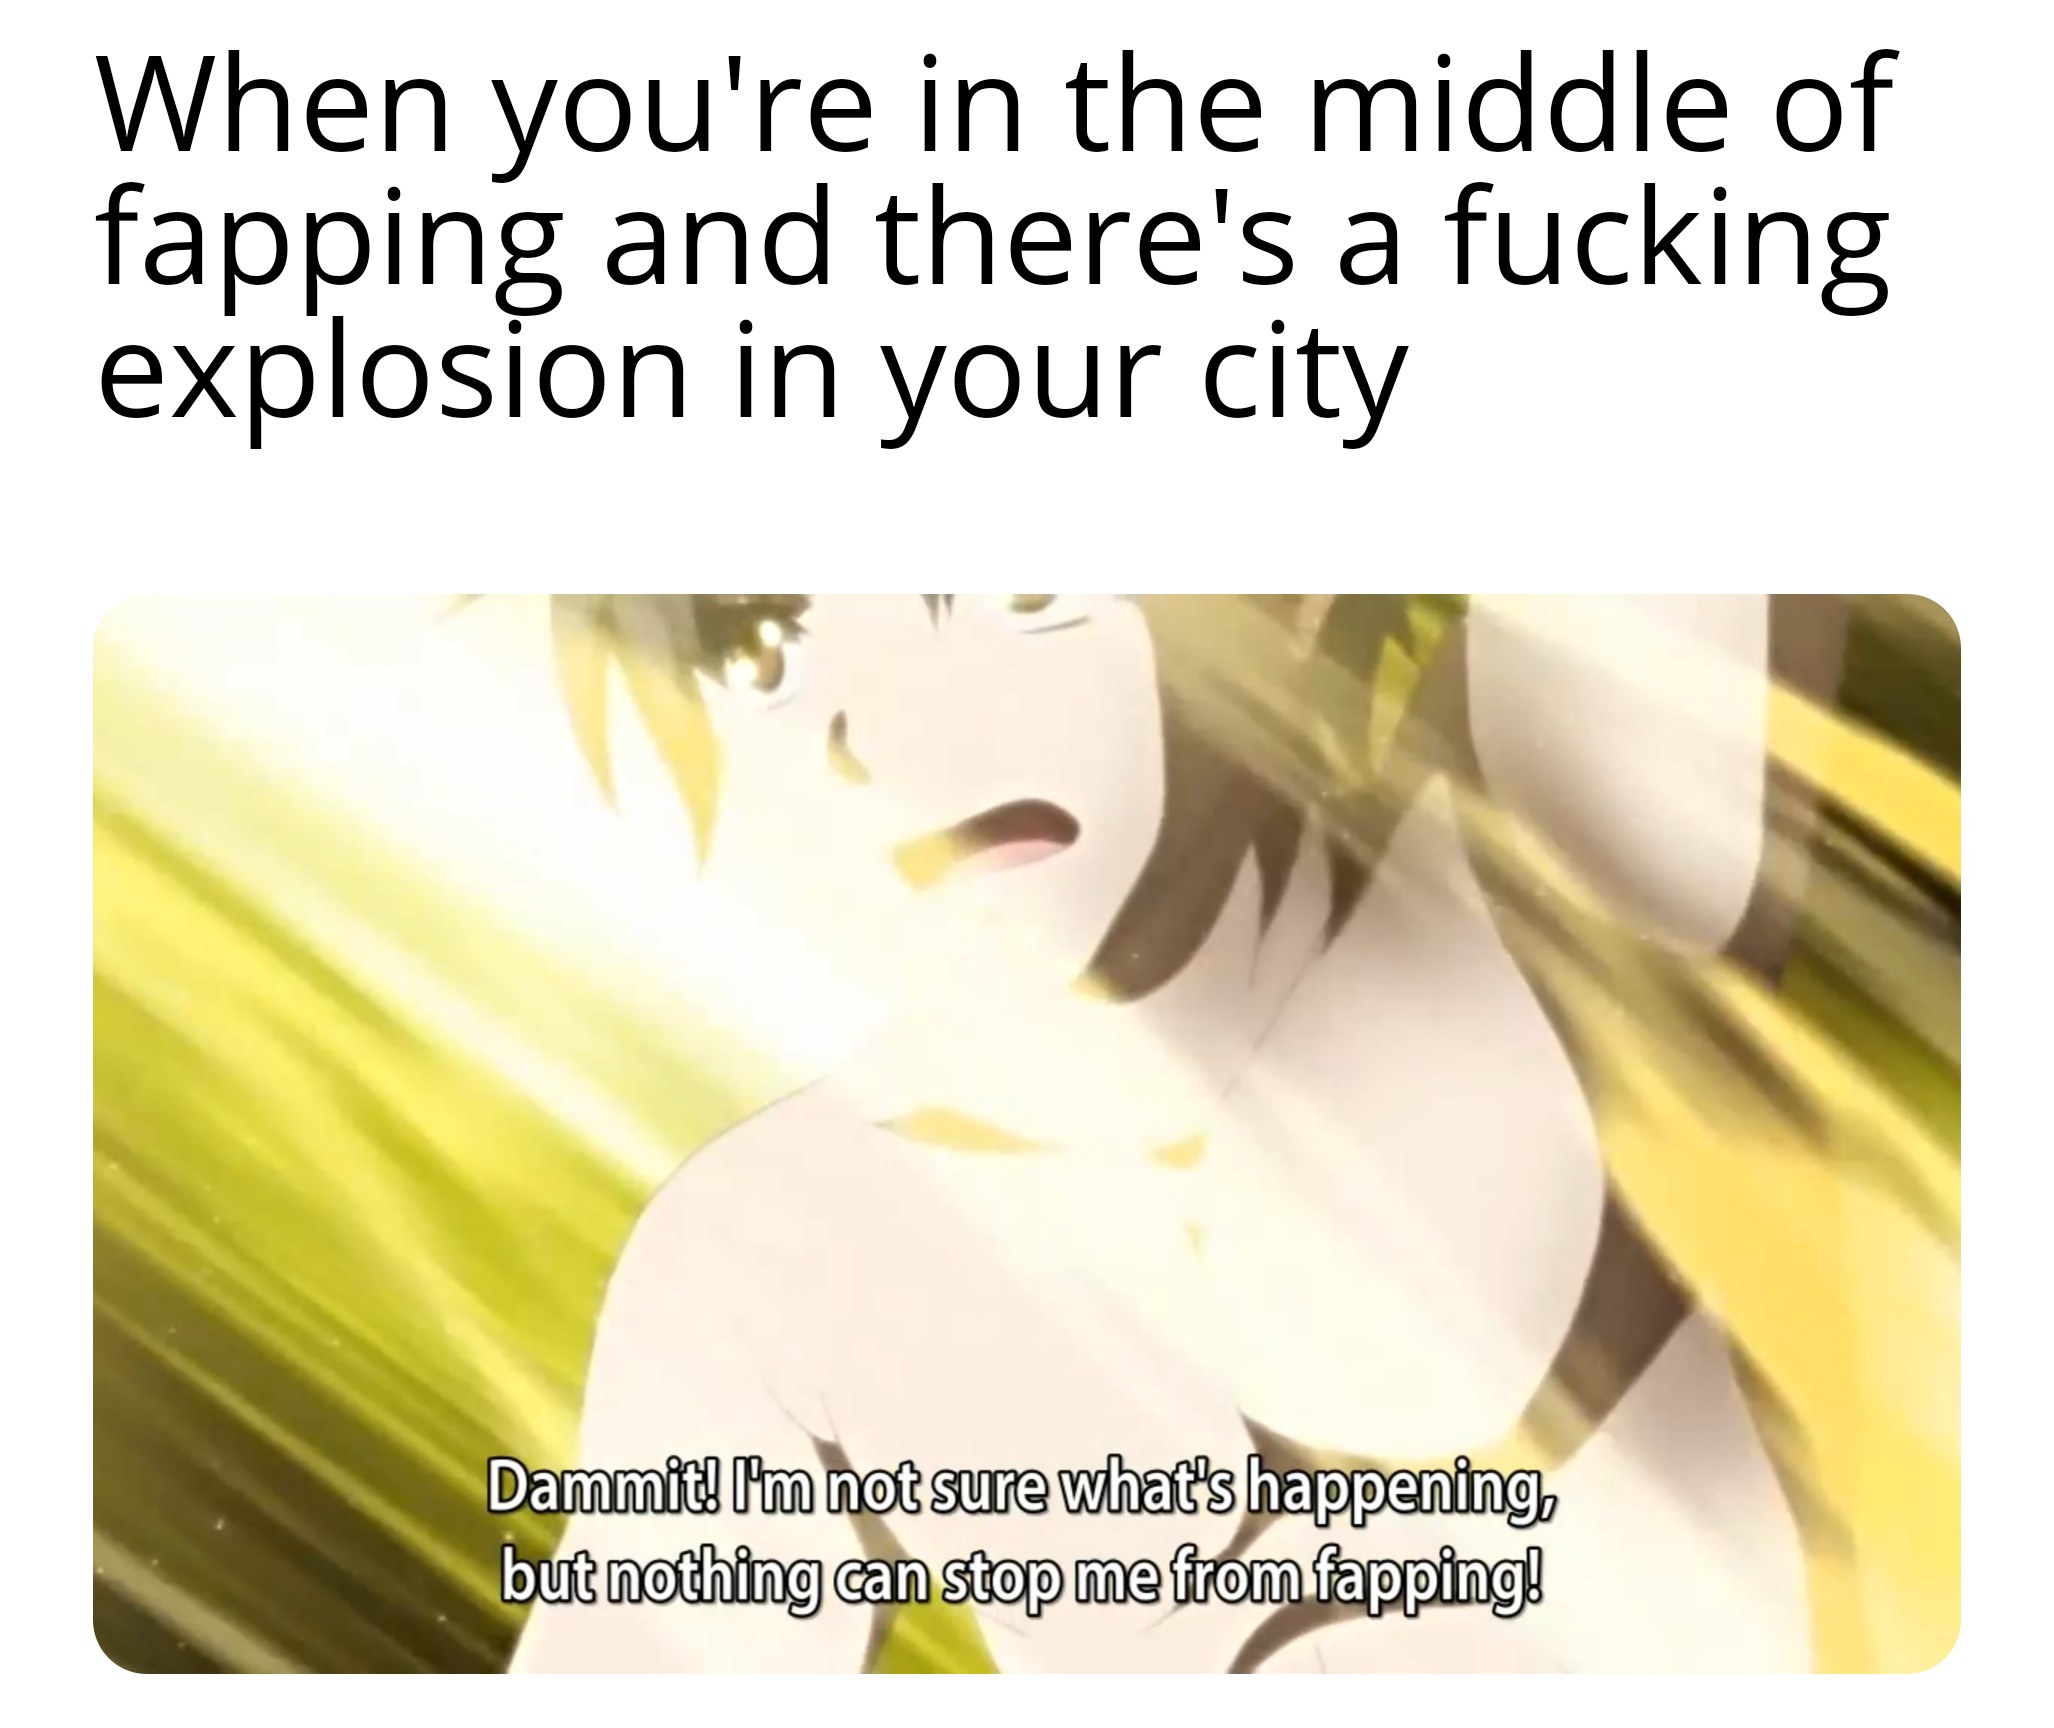 When you're in the middle of
fapping and there's a fucking
explosion in your city
Dammit! I'm not sure what's happening,
but nothing can stop me from fapping!